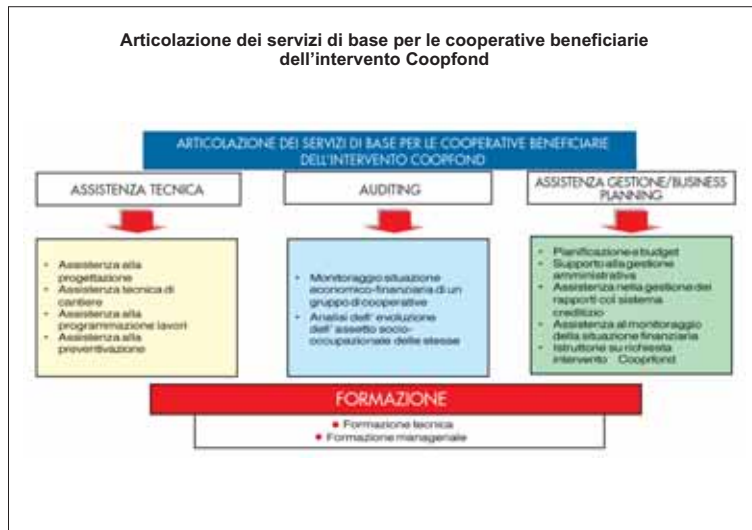 Articolazione dei servizi di base per le cooperative beneficiarie
dell'intervento Coopfond
ARTICOLAZIONE DEI SERVIZI DI BASE PER LE COOPERATIVE BENEFICIARIE
DELL'INTERVENTO COOPFOND
ASSISTENZA TECNICA
AUDITING
ASSISTENZA GESTIONE/BUSINESS
PLANNING
• Assistenza alla
progettazione
• Assistenza tecnica di
cantiere
• Assistenza alla
programmazione lavori
• Assistenza alla
preventivazione
• Monitoraggio situazione
economico-finanziaria di un
gruppo di cooperative
• Analisi dell' evoluzione
dell' assetto socio-
occupazionale delle stesse
• Pianificazione a budget
• Supporto alla gestione
amministrativa
• Assistenza nella gestione dei
rapporti col sistema
creditizio
• Assistenza al monitoraggio
della situazione finanziaria
• Istruttorie su richiesta
intervento Cooprfond
FORMAZIONE
• Formazione tecnica
• Formazione manageriale